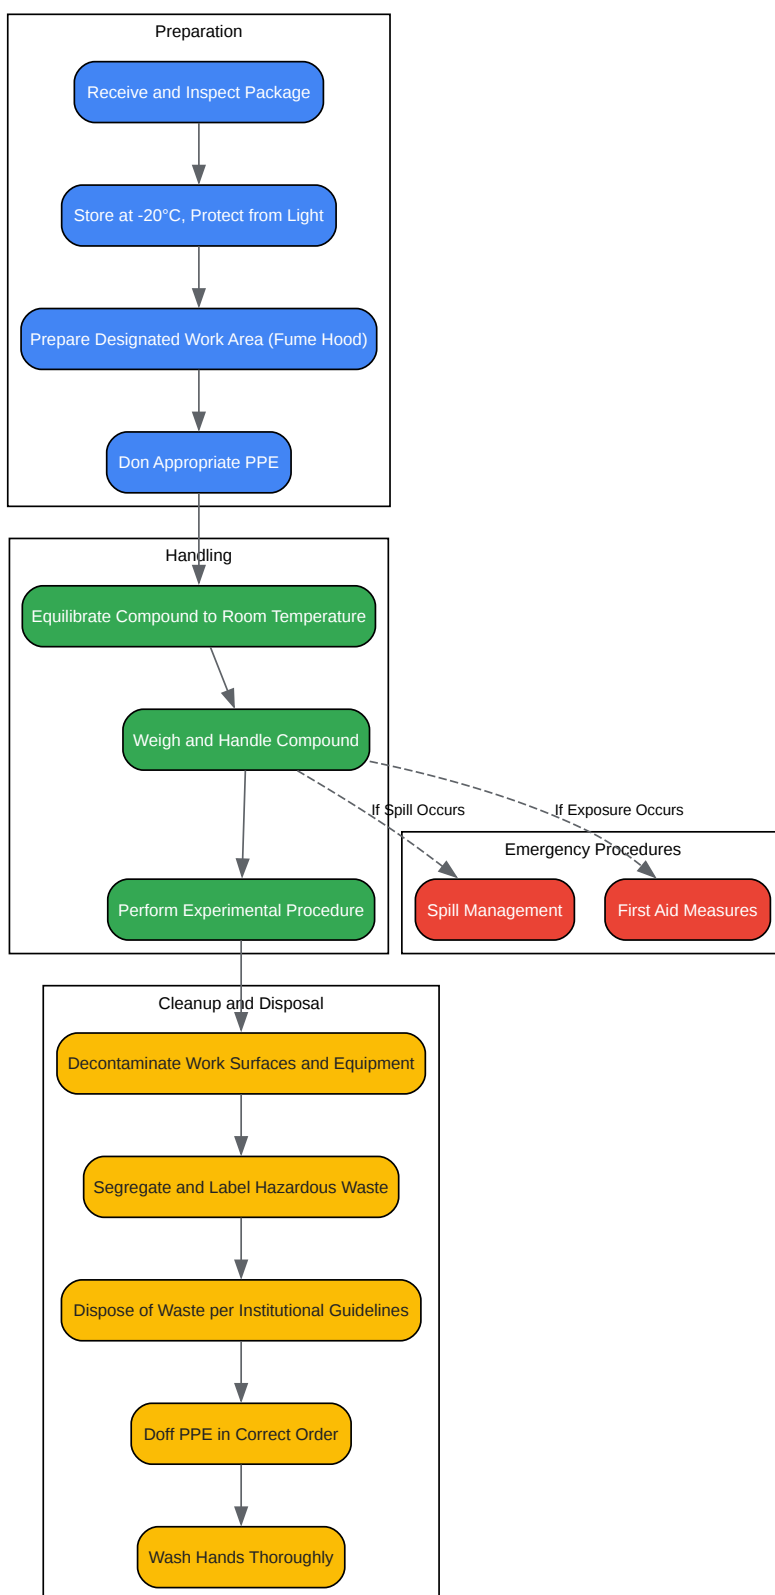 Preparation
Receive and Inspect Package
Store at -20°C, Protect from Light
Prepare Designated Work Area (Fume Hood)
Don Appropriate PPE
Handling
Equilibrate Compound to Room Temperature
Weigh and Handle Compound
If Spill Occurs
If Exposure Occurs
Emergency Procedures
Perform Experimental Procedure
Spill Management
First Aid Measures
Cleanup and Disposal
Decontaminate Work Surfaces and Equipment
Segregate and Label Hazardous Waste
Dispose of Waste per Institutional Guidelines
Doff PPE in Correct Order
Wash Hands Thoroughly